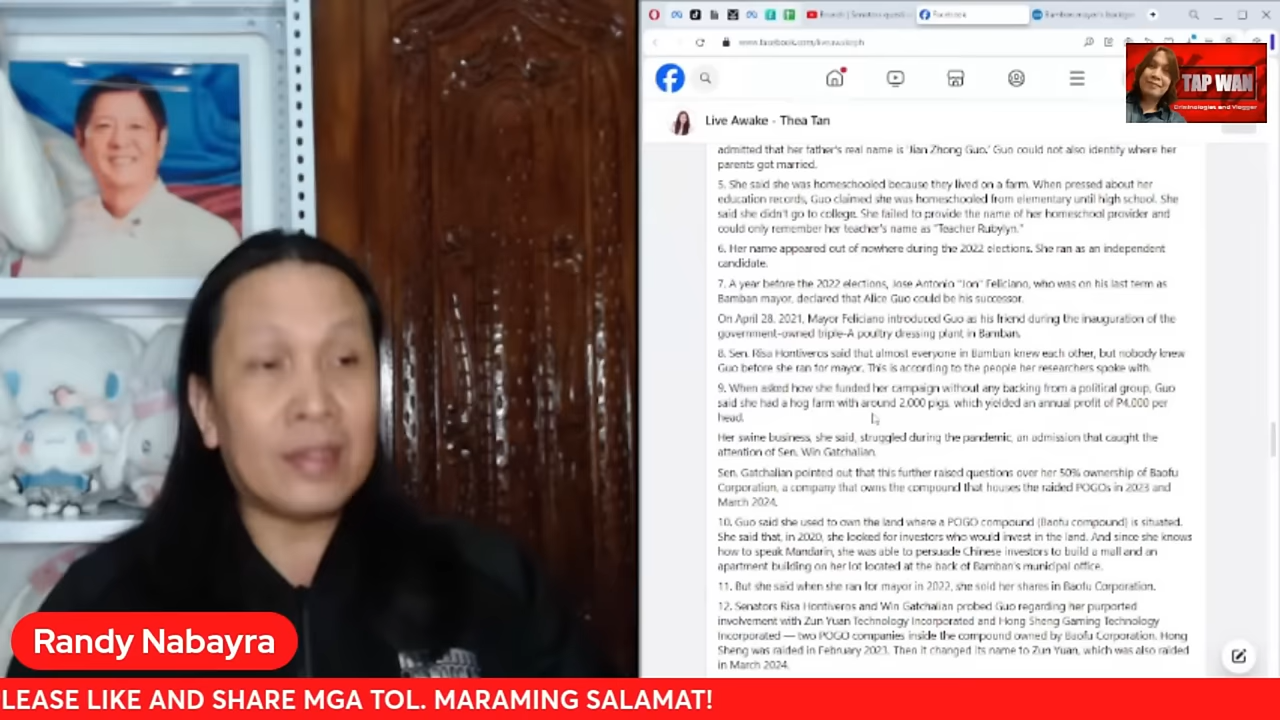 Search | Senators questi
Facebook
Bamban mayor's backgro
www.facebook.com/liveawakeph
TAP WAN
Criminologist and Vlogger
Live Awake - Thea Tan
admitted that her father's real name is 'Jian Zhong Guo.' Guo could not also identify where her
parents got married.
5. She said she was homeschooled because they lived on a farm. When pressed about her
education records, Guo claimed she was homeschooled from elementary until high school. She
said she didn't go to college. She failed to provide the name of her homeschool provider and
could only remember her teacher's name as "Teacher Rubylyn."
6. Her name appeared out of nowhere during the 2022 elections. She ran as an independent
candidate.
7. A year before the 2022 elections, Jose Antonio "Jon" Feliciano, who was on his last term as
Bamban mayor, declared that Alice Guo could be his successor.
On April 28, 2021, Mayor Feliciano introduced Guo as his friend during the inauguration of the
government-owned triple-A poultry dressing plant in Bamban.
8. Sen. Risa Hontiveros said that almost everyone in Bamban knew each other, but nobody knew
Guo before she ran for mayor. This is according to the people her researchers spoke with.
9. When asked how she funded her campaign without any backing from a political group, Guo
said she had a hog farm with around 2,000 pigs, which yielded an annual profit of P4,000 per
head.
Her swine business, she said, struggled during the pandemic, an admission that caught the
attention of Sen. Win Gatchalian.
Sen. Gatchalian pointed out that this further raised questions over her 50% ownership of Baofu
Corporation, a company that owns the compound that houses the raided POGOs in 2023 and
March 2024.
10. Guo said she used to own the land where a POGO compound (Baofu compound) is situated.
She said that, in 2020, she looked for investors who would invest in the land. And since she knows
how to speak Mandarin, she was able to persuade Chinese investors to build a mall and an
apartment building on her lot located at the back of Bamban's municipal office.
11. But she said when she ran for mayor in 2022, she sold her shares in Baofu Corporation.
12. Senators Risa Hontiveros and Win Gatchalian probed Guo regarding her purported
involvement with Zun Yuan Technology Incorporated and Hong Sheng Gaming Technology
Incorporated — two POGO companies inside the compound owned by Baofu Corporation. Hong
Sheng was raided in February 2023. Then it changed its name to Zun Yuan, which was also raided
in March 2024.
Randy Nabayra
LEASE LIKE AND SHARE MGA TOL. MARAMING SALAMAT!